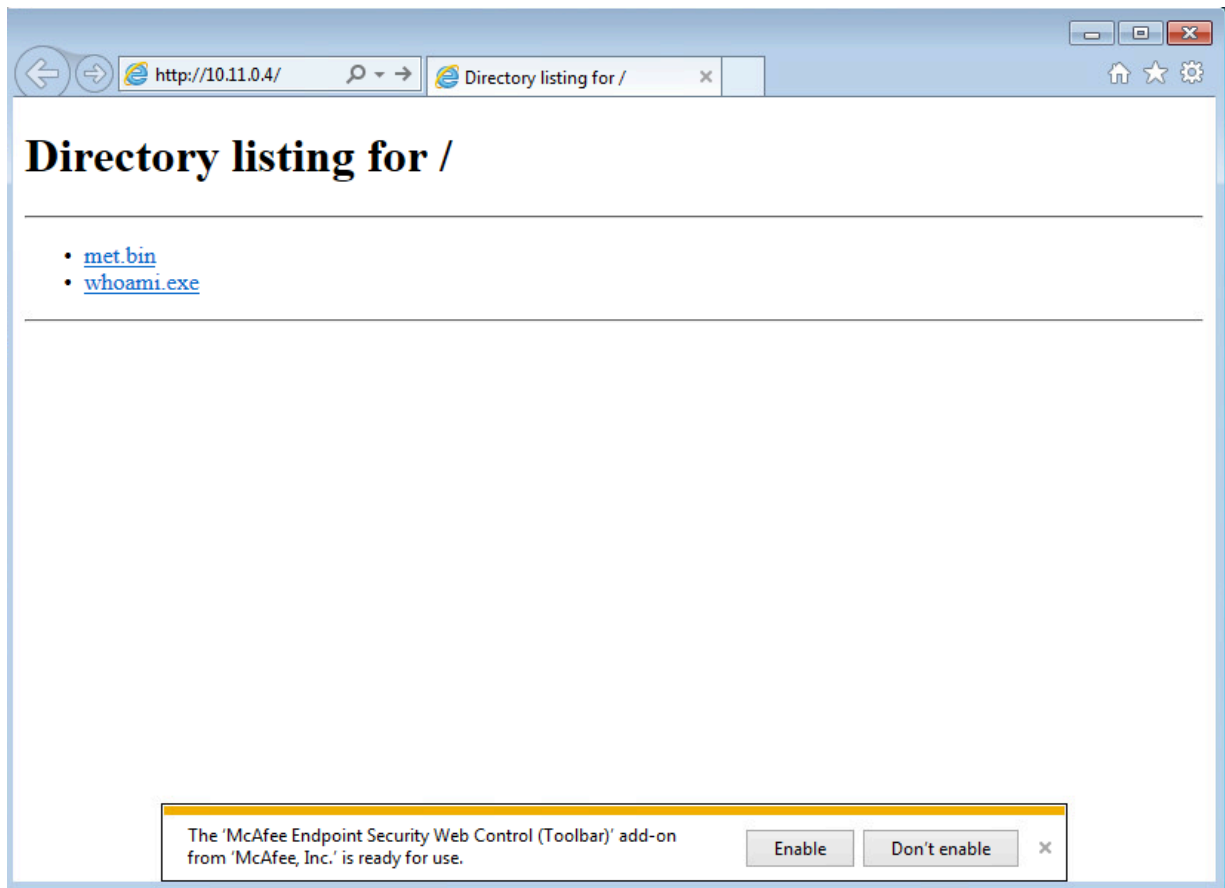 http://10.11.0.4/
Directory listing for /
Directory listing for /
met.bin
whoami.exe
The 'McAfee Endpoint Security Web Control (Toolbar)' add-on
from 'McAfee, Inc.' is ready for use.
Enable
Don't enable